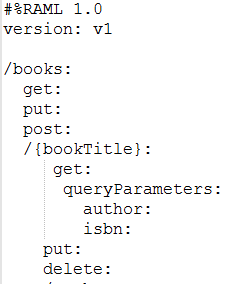 #%RAML 1.0
version: v1

/books:
  get:
  put:
  post:
  /{bookTitle}:
     get:
      queryParameters:
        author:
        isbn:
    put:
    delete: